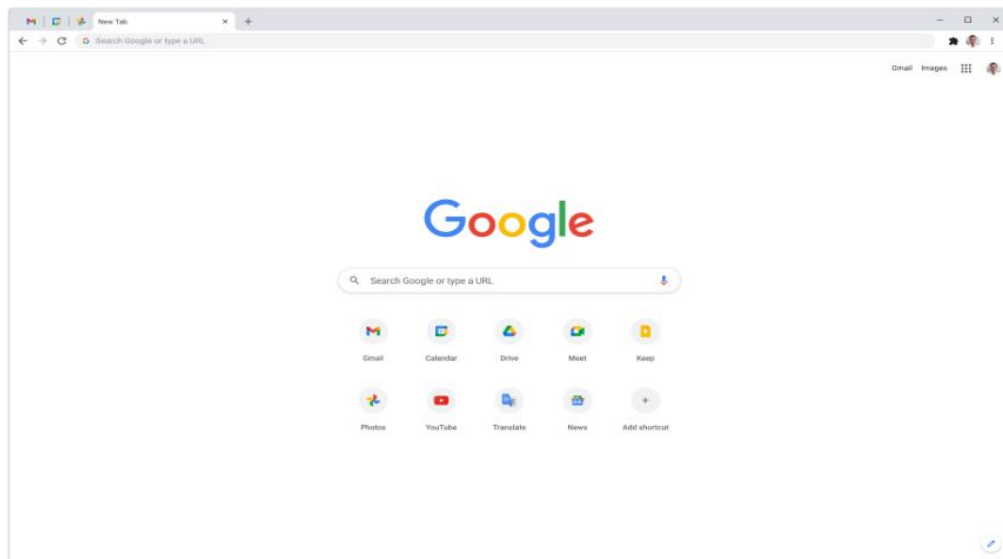 New Tab
Search Google or type a URL
Gmail Images
Google
Search Google or type a URL
Gmail Calendar Drive Meet Keep
Photos YouTube Translate News Add shortcut